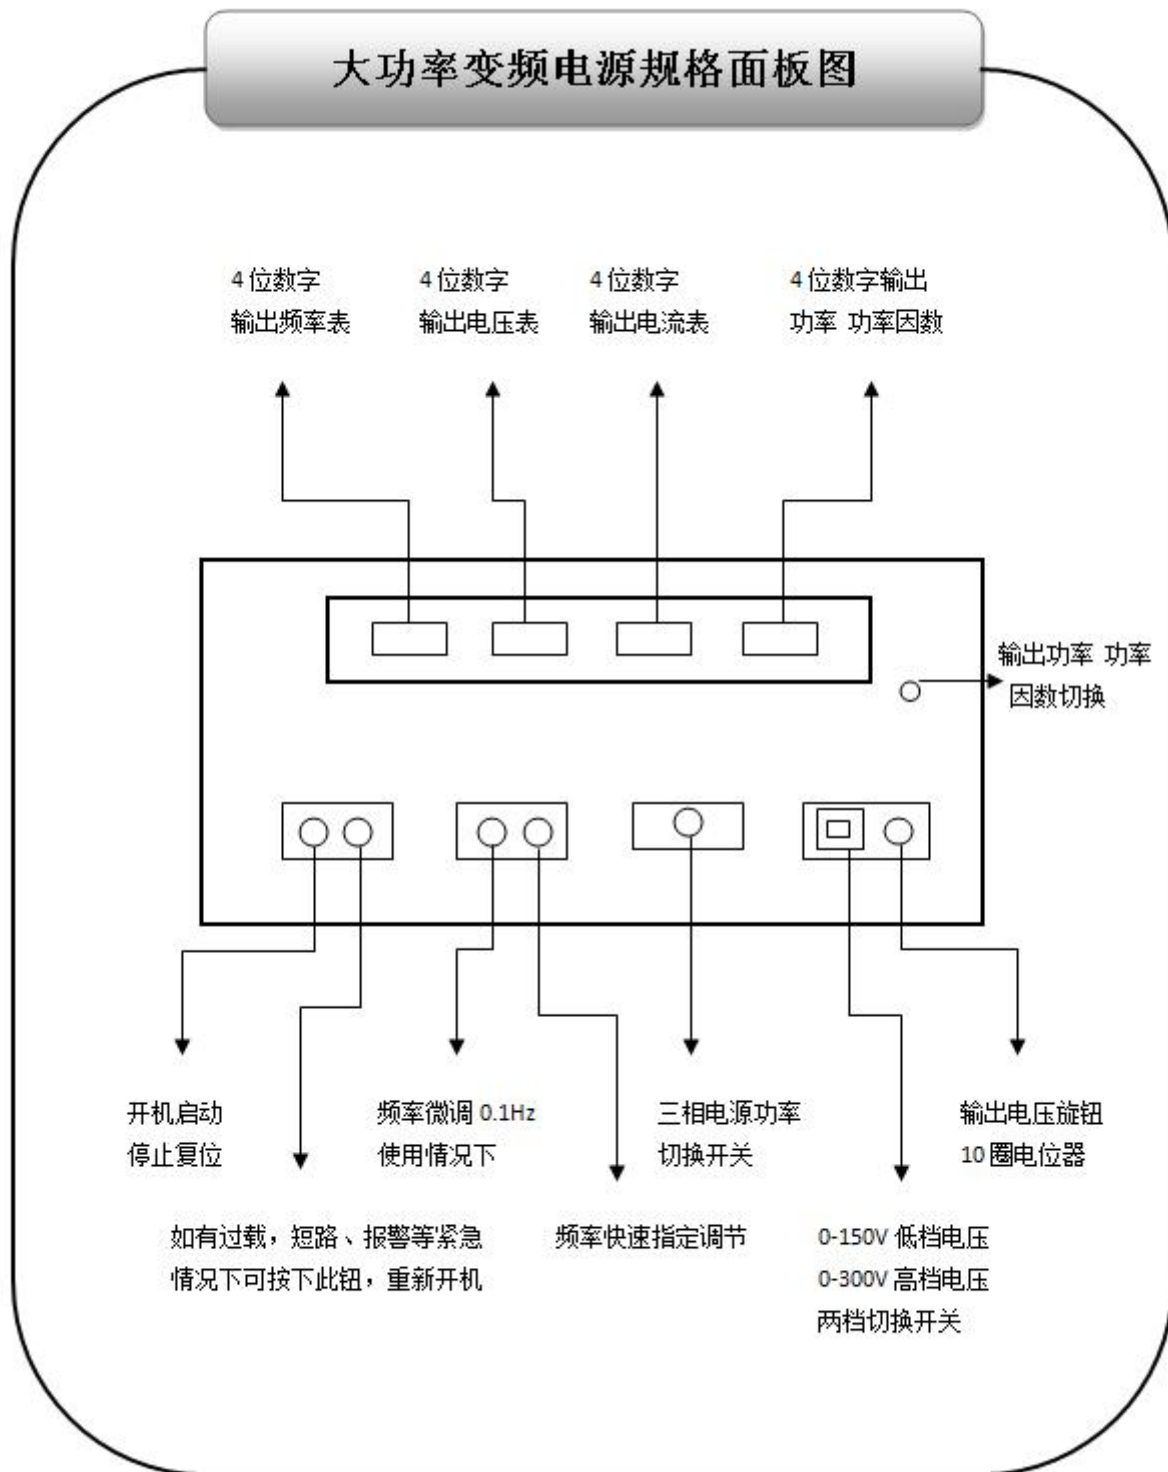 大功率变频电源规格面板图
4位数字
输出频率表
4位数字
输出电压表
4位数字
输出电流表
4位数字输出
功率 功率因数
输出功率 功率
因数切换
开机启动
停止复位
频率微调 0.1Hz
使用情况下
三相电源功率
切换开关
输出电压旋钮
10圈电位器
如有过载，短路、报警等紧急
情况下可按下此钮，重新开机
频率快速指定调节
0-150V 低档电压
0-300V 高档电压
两档切换开关